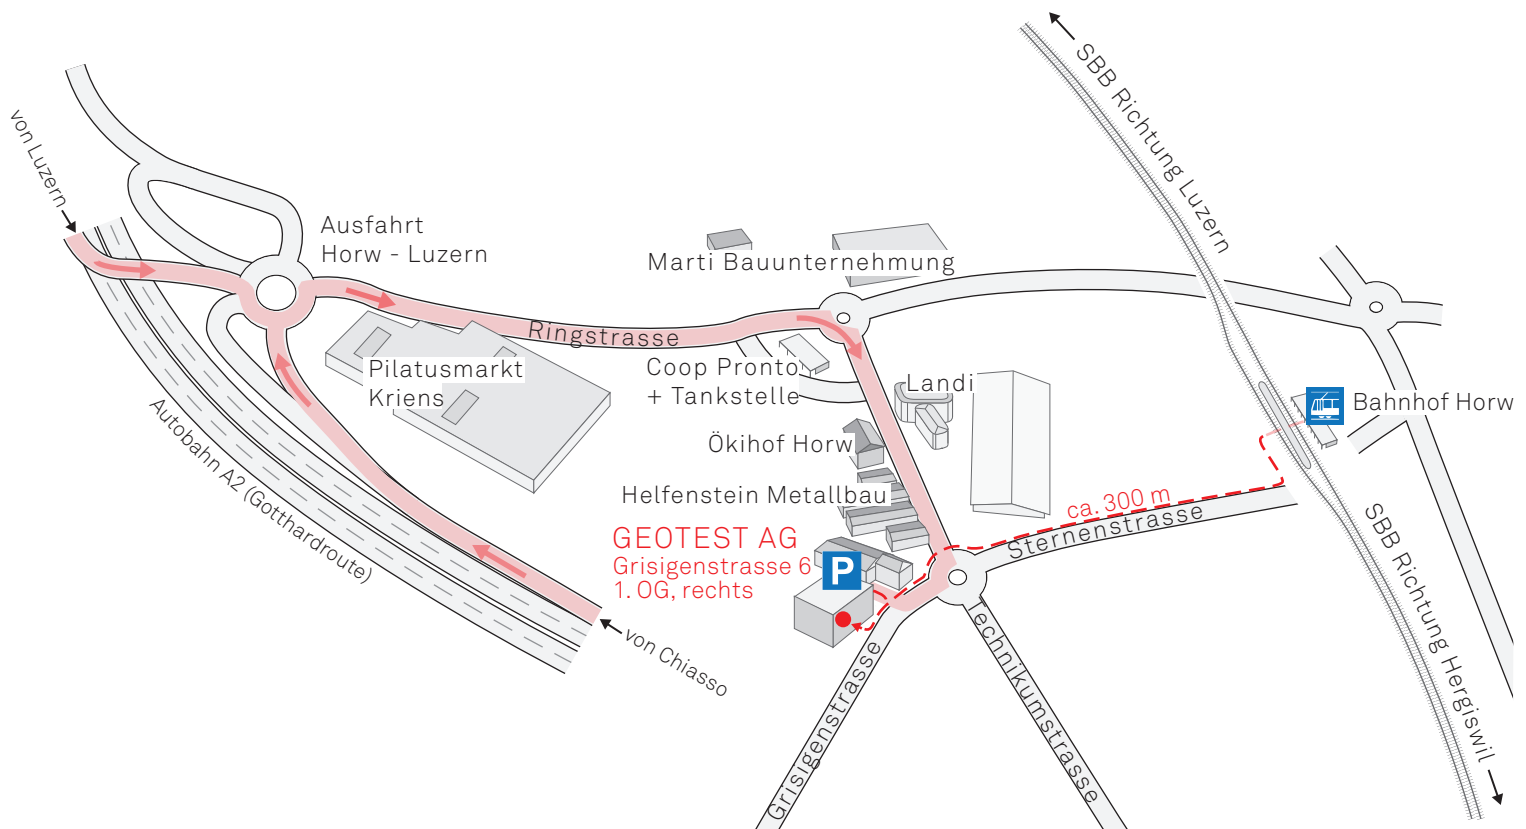 SBB Richtung Luzern
von Luzern
Ausfahrt
Horw - Luzern
Marti Bauunternehmung
Ringstrasse
Pilatusmarkt
Kriens
Coop Pronto
+ Tankstelle
Landi
Bahnhof Horw
Autobahn A2 (Gotthardroute)
Ökihof Horw
Helfenstein Metallbau
ca. 300 m
Sternenstrasse
GEOTEST AG
Grisigenstrasse 6
1. OG, rechts
P
SBB Richtung Hergiswil
von Chiasso
Grisigenstrasse
Technikumstrasse